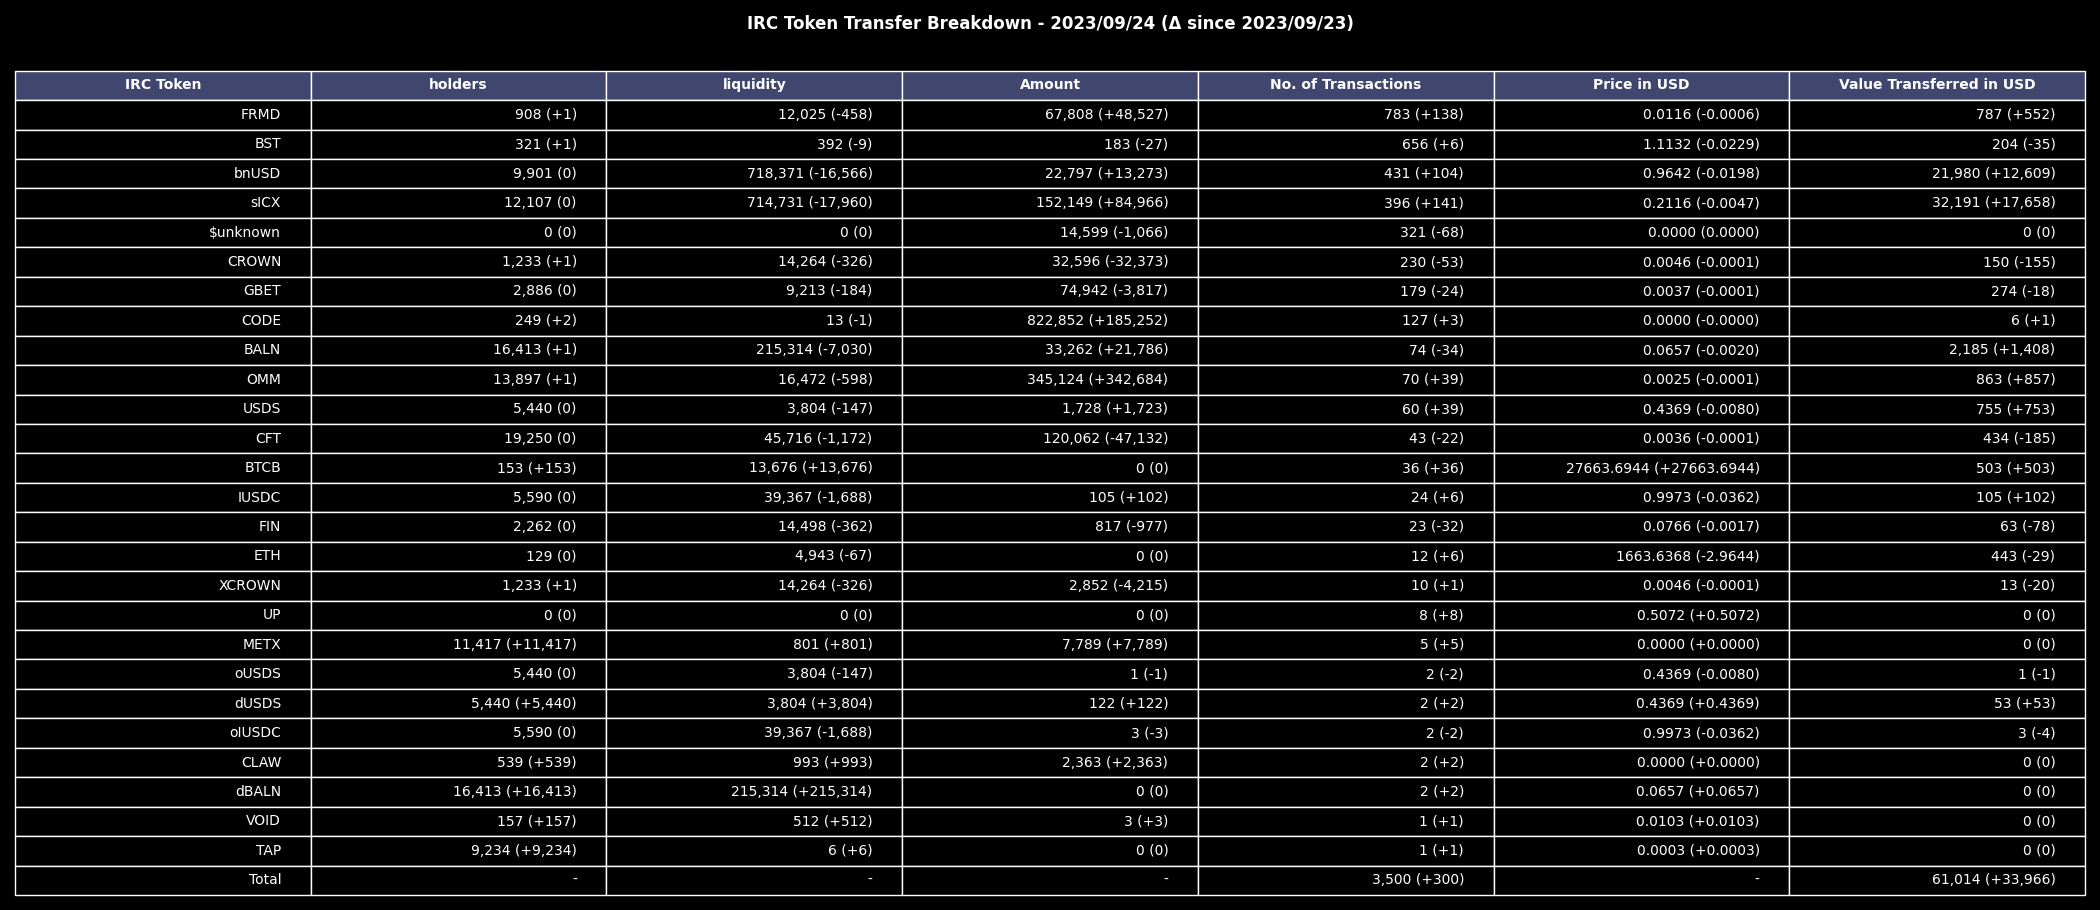 IRC Token Transfer Breakdown - 2023/09/24 (Δ since 2023/09/23)
IRC Token holders liquidity Amount No. of Transactions Price in USD Value Transferred in USD
FRMD 908 (+1) 12,025 (-458) 67,808 (+48,527) 783 (+138) 0.0116 (-0.0006) 787 (+552)
BST 321 (+1) 392 (-9) 183 (-27) 656 (+6) 1.1132 (-0.0229) 204 (-35)
bnUSD 9,901 (0) 718,371 (-16,566) 22,797 (+13,273) 431 (+104) 0.9642 (-0.0198) 21,980 (+12,609)
sICX 12,107 (0) 714,731 (-17,960) 152,149 (+84,966) 396 (+141) 0.2116 (-0.0047) 32,191 (+17,658)
$unknown 0 (0) 0 (0) 14,599 (-1,066) 321 (-68) 0.0000 (0.0000) 0 (0)
CROWN 1,233 (+1) 14,264 (-326) 32,596 (-32,373) 230 (-53) 0.0046 (-0.0001) 150 (-155)
GBET 2,886 (0) 9,213 (-184) 74,942 (-3,817) 179 (-24) 0.0037 (-0.0001) 274 (-18)
CODE 249 (+2) 13 (-1) 822,852 (+185,252) 127 (+3) 0.0000 (-0.0000) 6 (+1)
BALN 16,413 (+1) 215,314 (-7,030) 33,262 (+21,786) 74 (-34) 0.0657 (-0.0020) 2,185 (+1,408)
OMM 13,897 (+1) 16,472 (-598) 345,124 (+342,684) 70 (+39) 0.0025 (-0.0001) 863 (+857)
USDS 5,440 (0) 3,804 (-147) 1,728 (+1,723) 60 (+39) 0.4369 (-0.0080) 755 (+753)
CFT 19,250 (0) 45,716 (-1,172) 120,062 (-47,132) 43 (-22) 0.0036 (-0.0001) 434 (-185)
BTCB 153 (+153) 13,676 (+13,676) 0 (0) 36 (+36) 27663.6944 (+27663.6944) 503 (+503)
IUSDC 5,590 (0) 39,367 (-1,688) 105 (+102) 24 (+6) 0.9973 (-0.0362) 105 (+102)
FIN 2,262 (0) 14,498 (-362) 817 (-977) 23 (-32) 0.0766 (-0.0017) 63 (-78)
ETH 129 (0) 4,943 (-67) 0 (0) 12 (+6) 1663.6368 (-2.9644) 443 (-29)
XCROWN 1,233 (+1) 14,264 (-326) 2,852 (-4,215) 10 (+1) 0.0046 (-0.0001) 13 (-20)
UP 0 (0) 0 (0) 0 (0) 8 (+8) 0.5072 (+0.5072) 0 (0)
METX 11,417 (+11,417) 801 (+801) 7,789 (+7,789) 5 (+5) 0.0000 (+0.0000) 0 (0)
oUSDS 5,440 (0) 3,804 (-147) 1 (-1) 2 (-2) 0.4369 (-0.0080) 1 (-1)
dUSDS 5,440 (+5,440) 3,804 (+3,804) 122 (+122) 2 (+2) 0.4369 (+0.4369) 53 (+53)
oIUSDC 5,590 (0) 39,367 (-1,688) 3 (-3) 2 (-2) 0.9973 (-0.0362) 3 (-4)
CLAW 539 (+539) 993 (+993) 2,363 (+2,363) 2 (+2) 0.0000 (+0.0000) 0 (0)
dBALN 16,413 (+16,413) 215,314 (+215,314) 0 (0) 2 (+2) 0.0657 (+0.0657) 0 (0)
VOID 157 (+157) 512 (+512) 3 (+3) 1 (+1) 0.0103 (+0.0103) 0 (0)
TAP 9,234 (+9,234) 6 (+6) 0 (0) 1 (+1) 0.0003 (+0.0003) 0 (0)
Total - - - 3,500 (+300) - 61,014 (+33,966)